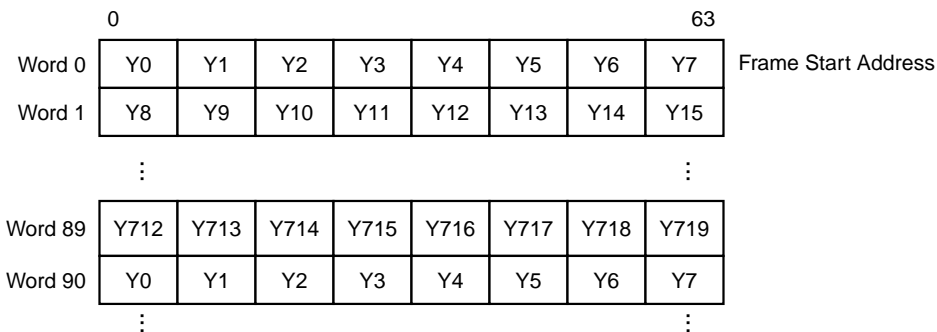 0 63
Word 0 Y0 Y1 Y2 Y3 Y4 Y5 Y6 Y7 Frame Start Address
Word 1 Y8 Y9 Y10 Y11 Y12 Y13 Y14 Y15
⋮ ⋮
Word 89 Y712 Y713 Y714 Y715 Y716 Y717 Y718 Y719
Word 90 Y0 Y1 Y2 Y3 Y4 Y5 Y6 Y7
⋮ ⋮